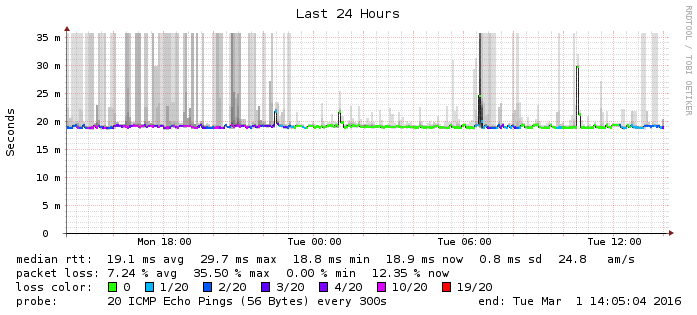 Last 24 Hours
RRDTOOL / TOBI OETIKER
Seconds
35 m
30 m
25 m
20 m
15 m
10 m
5 m
0
Mon 18:00 Tue 00:00 Tue 06:00 Tue 12:00
median rtt: 19.1 ms avg 29.7 ms max 18.8 ms min 18.9 ms now 0.8 ms sd 24.8 am/s
packet loss: 7.24 % avg 35.50 % max 0.00 % min 12.35 % now
loss color: 0 1/20 2/20 3/20 4/20 10/20 19/20
probe: 20 ICMP Echo Pings (56 Bytes) every 300s end: Tue Mar 1 14:05:04 2016